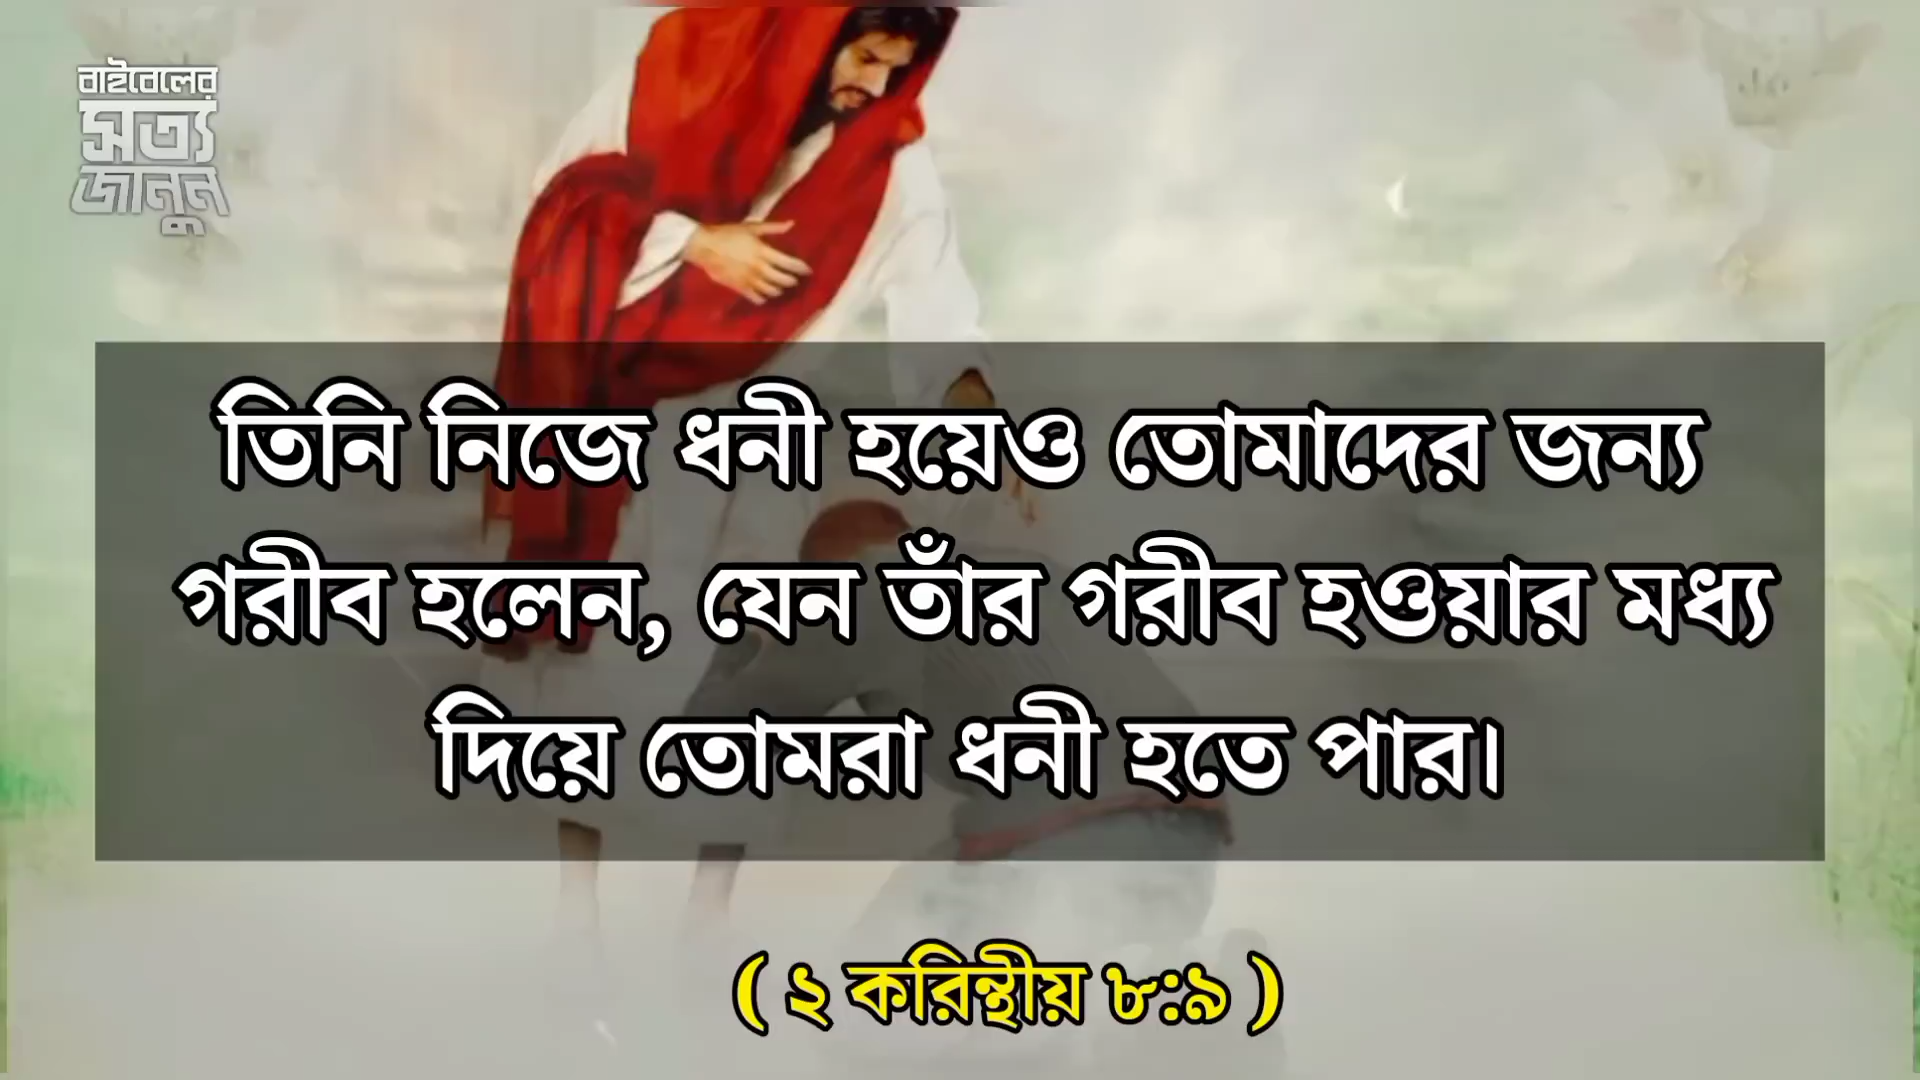 বাইবেলের
সত্য
জানুন
তিনি নিজে ধনী হয়েও তোমাদের জন্য
গরীব হলেন, যেন তাঁর গরীব হওয়ার মধ্য
দিয়ে তোমরা ধনী হতে পার।
( ২ করিন্থীয় ৮:৯ )